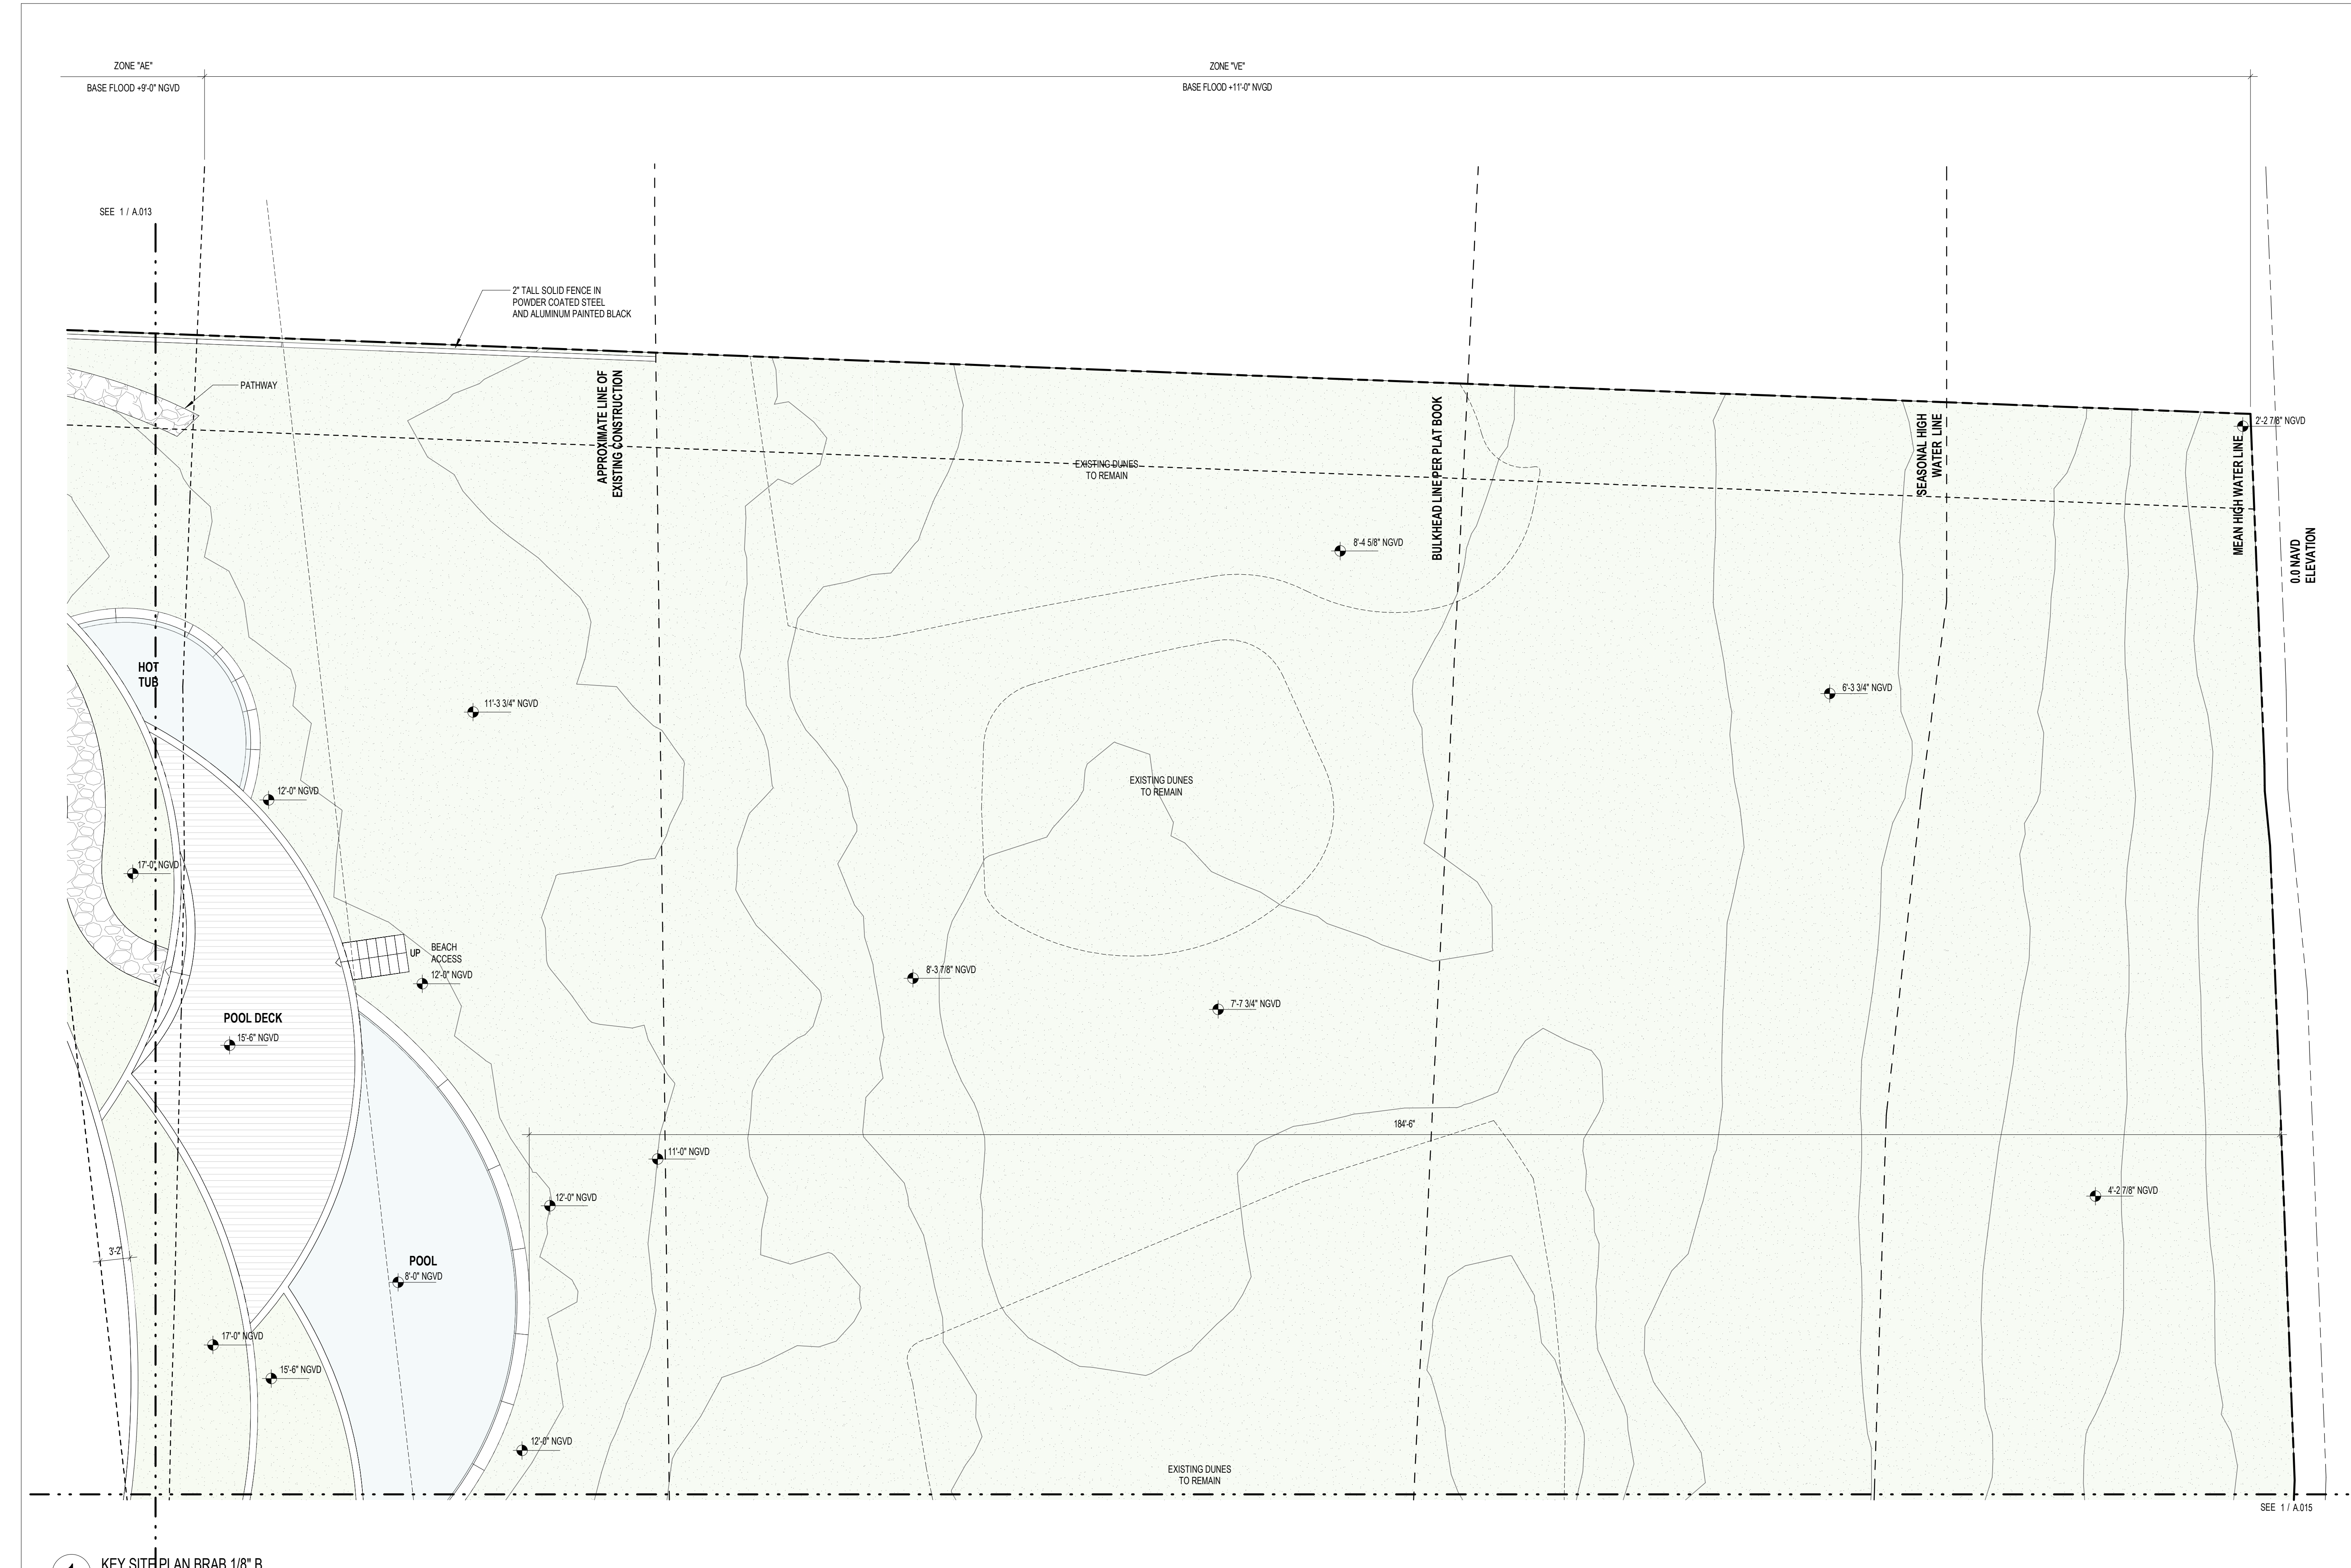 ZONE "AE"
BASE FLOOD +9'-0" NGVD
ZONE "VE"
BASE FLOOD +11'-0" NVGD
SEE 1 / A.013
2" TALL SOLID FENCE IN
POWDER COATED STEEL
AND ALUMINUM PAINTED BLACK
PATHWAY
APPROXIMATE LINE OF
EXISTING CONSTRUCTION
EXISTING DUNES
TO REMAIN
BULKHEAD LINE PER PLAT BOOK
SEASONAL HIGH
WATER LINE
2'-2 7/8" NGVD
MEAN HIGH WATER LINE
0.0 NAVD
ELEVATION
8'-4 5/8" NGVD
HOT
TUB
11'-3 3/4" NGVD
6'-3 3/4" NGVD
12'-0" NGVD
EXISTING DUNES
TO REMAIN
17'-0" NGVD
UP
BEACH
ACCESS
12'-0" NGVD
8'-3 7/8" NGVD
7'-7 3/4" NGVD
POOL DECK
15'-6" NGVD
184'-6"
11'-0" NGVD
12'-0" NGVD
4'-2 7/8" NGVD
3'-2"
POOL
8'-0" NGVD
17'-0" NGVD
15'-6" NGVD
12'-0" NGVD
EXISTING DUNES
TO REMAIN
SEE 1 / A.015
1
KEY SITE PLAN BRAB 1/8" B